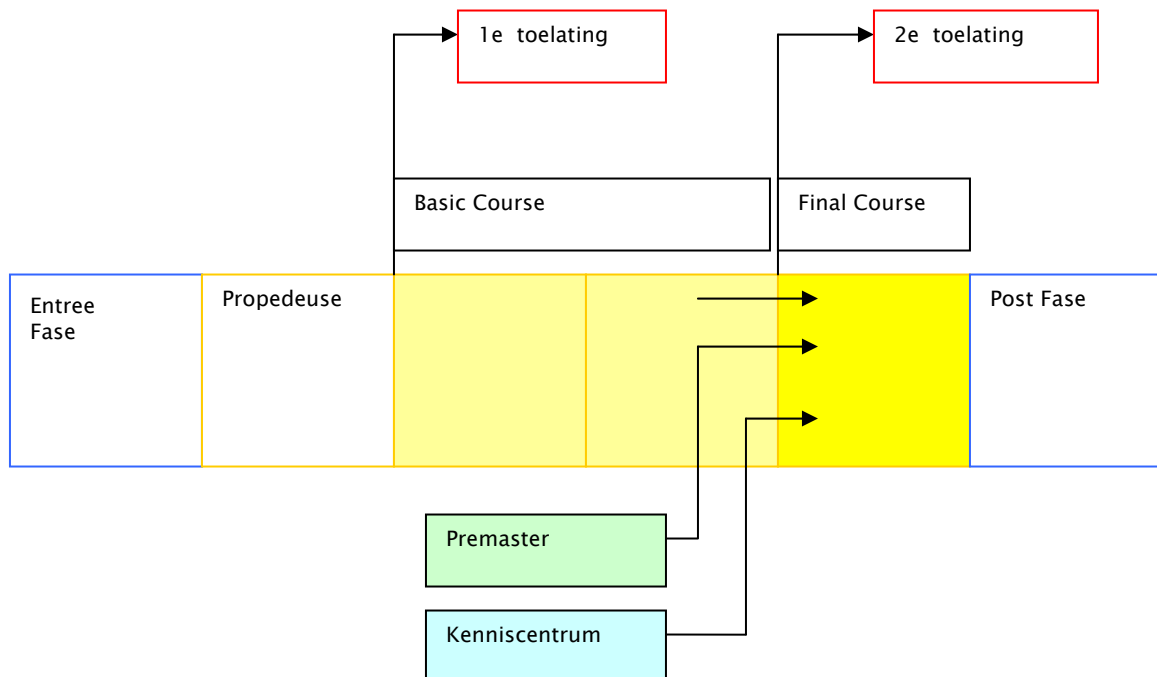 1e toelating
2e toelating
Basic Course
Final Course
Entree
Fase
Propedeuse
Post Fase
Premaster
Kenniscentrum